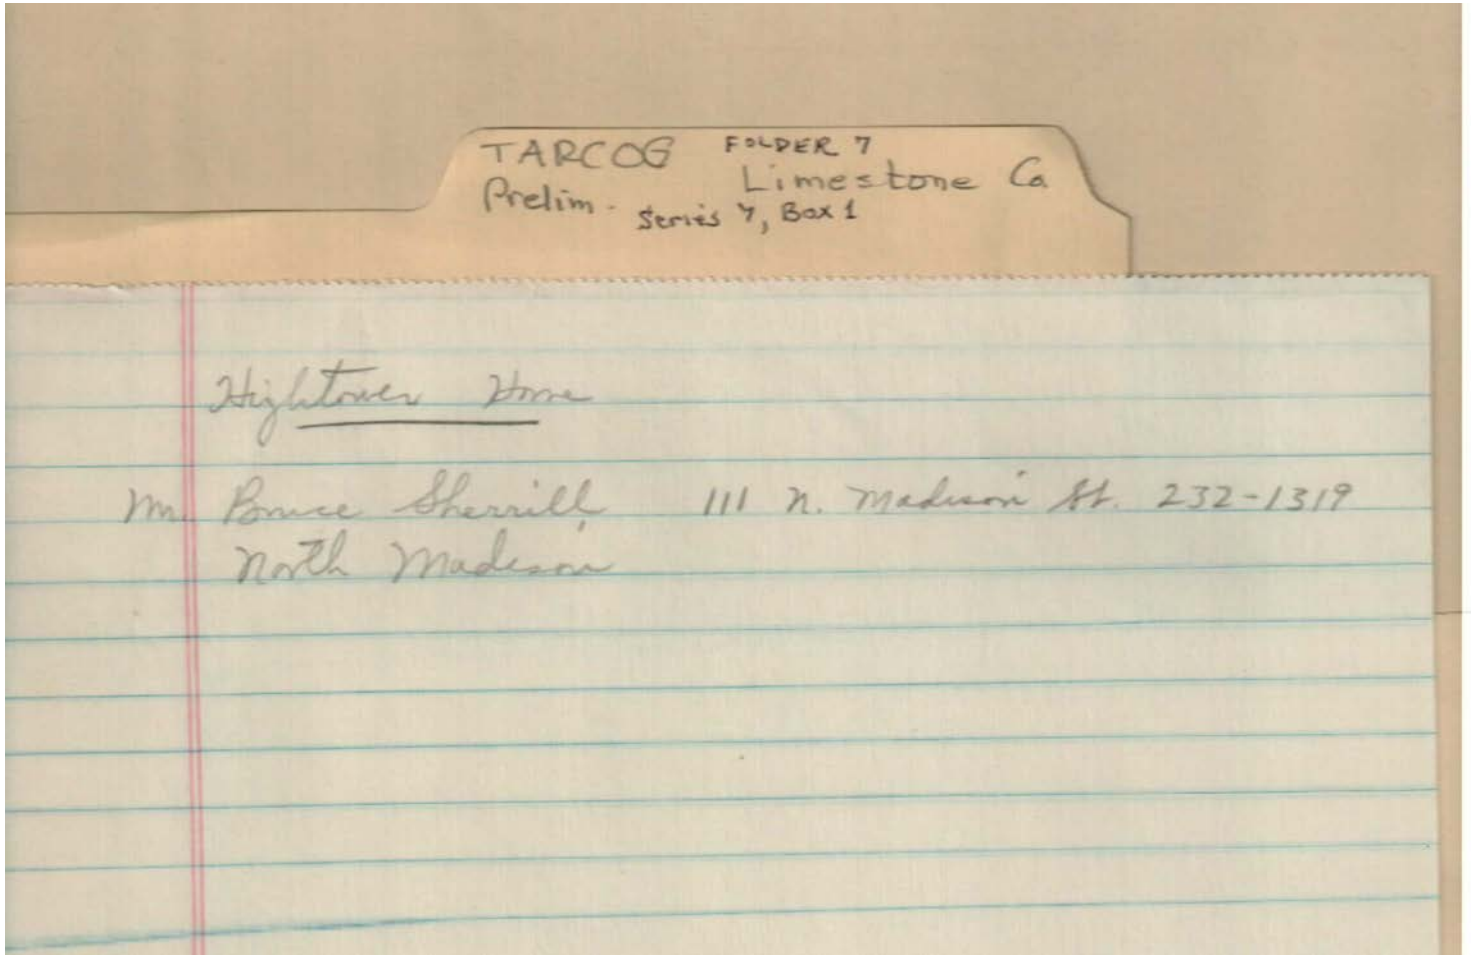 TARCOG FOLDER 7
Prelim. Limestone Co
Series 7, Box 1
Hightower Home
Mr. Bruce Sherrill, 111 N. Madison St. 232-1319
North Madison